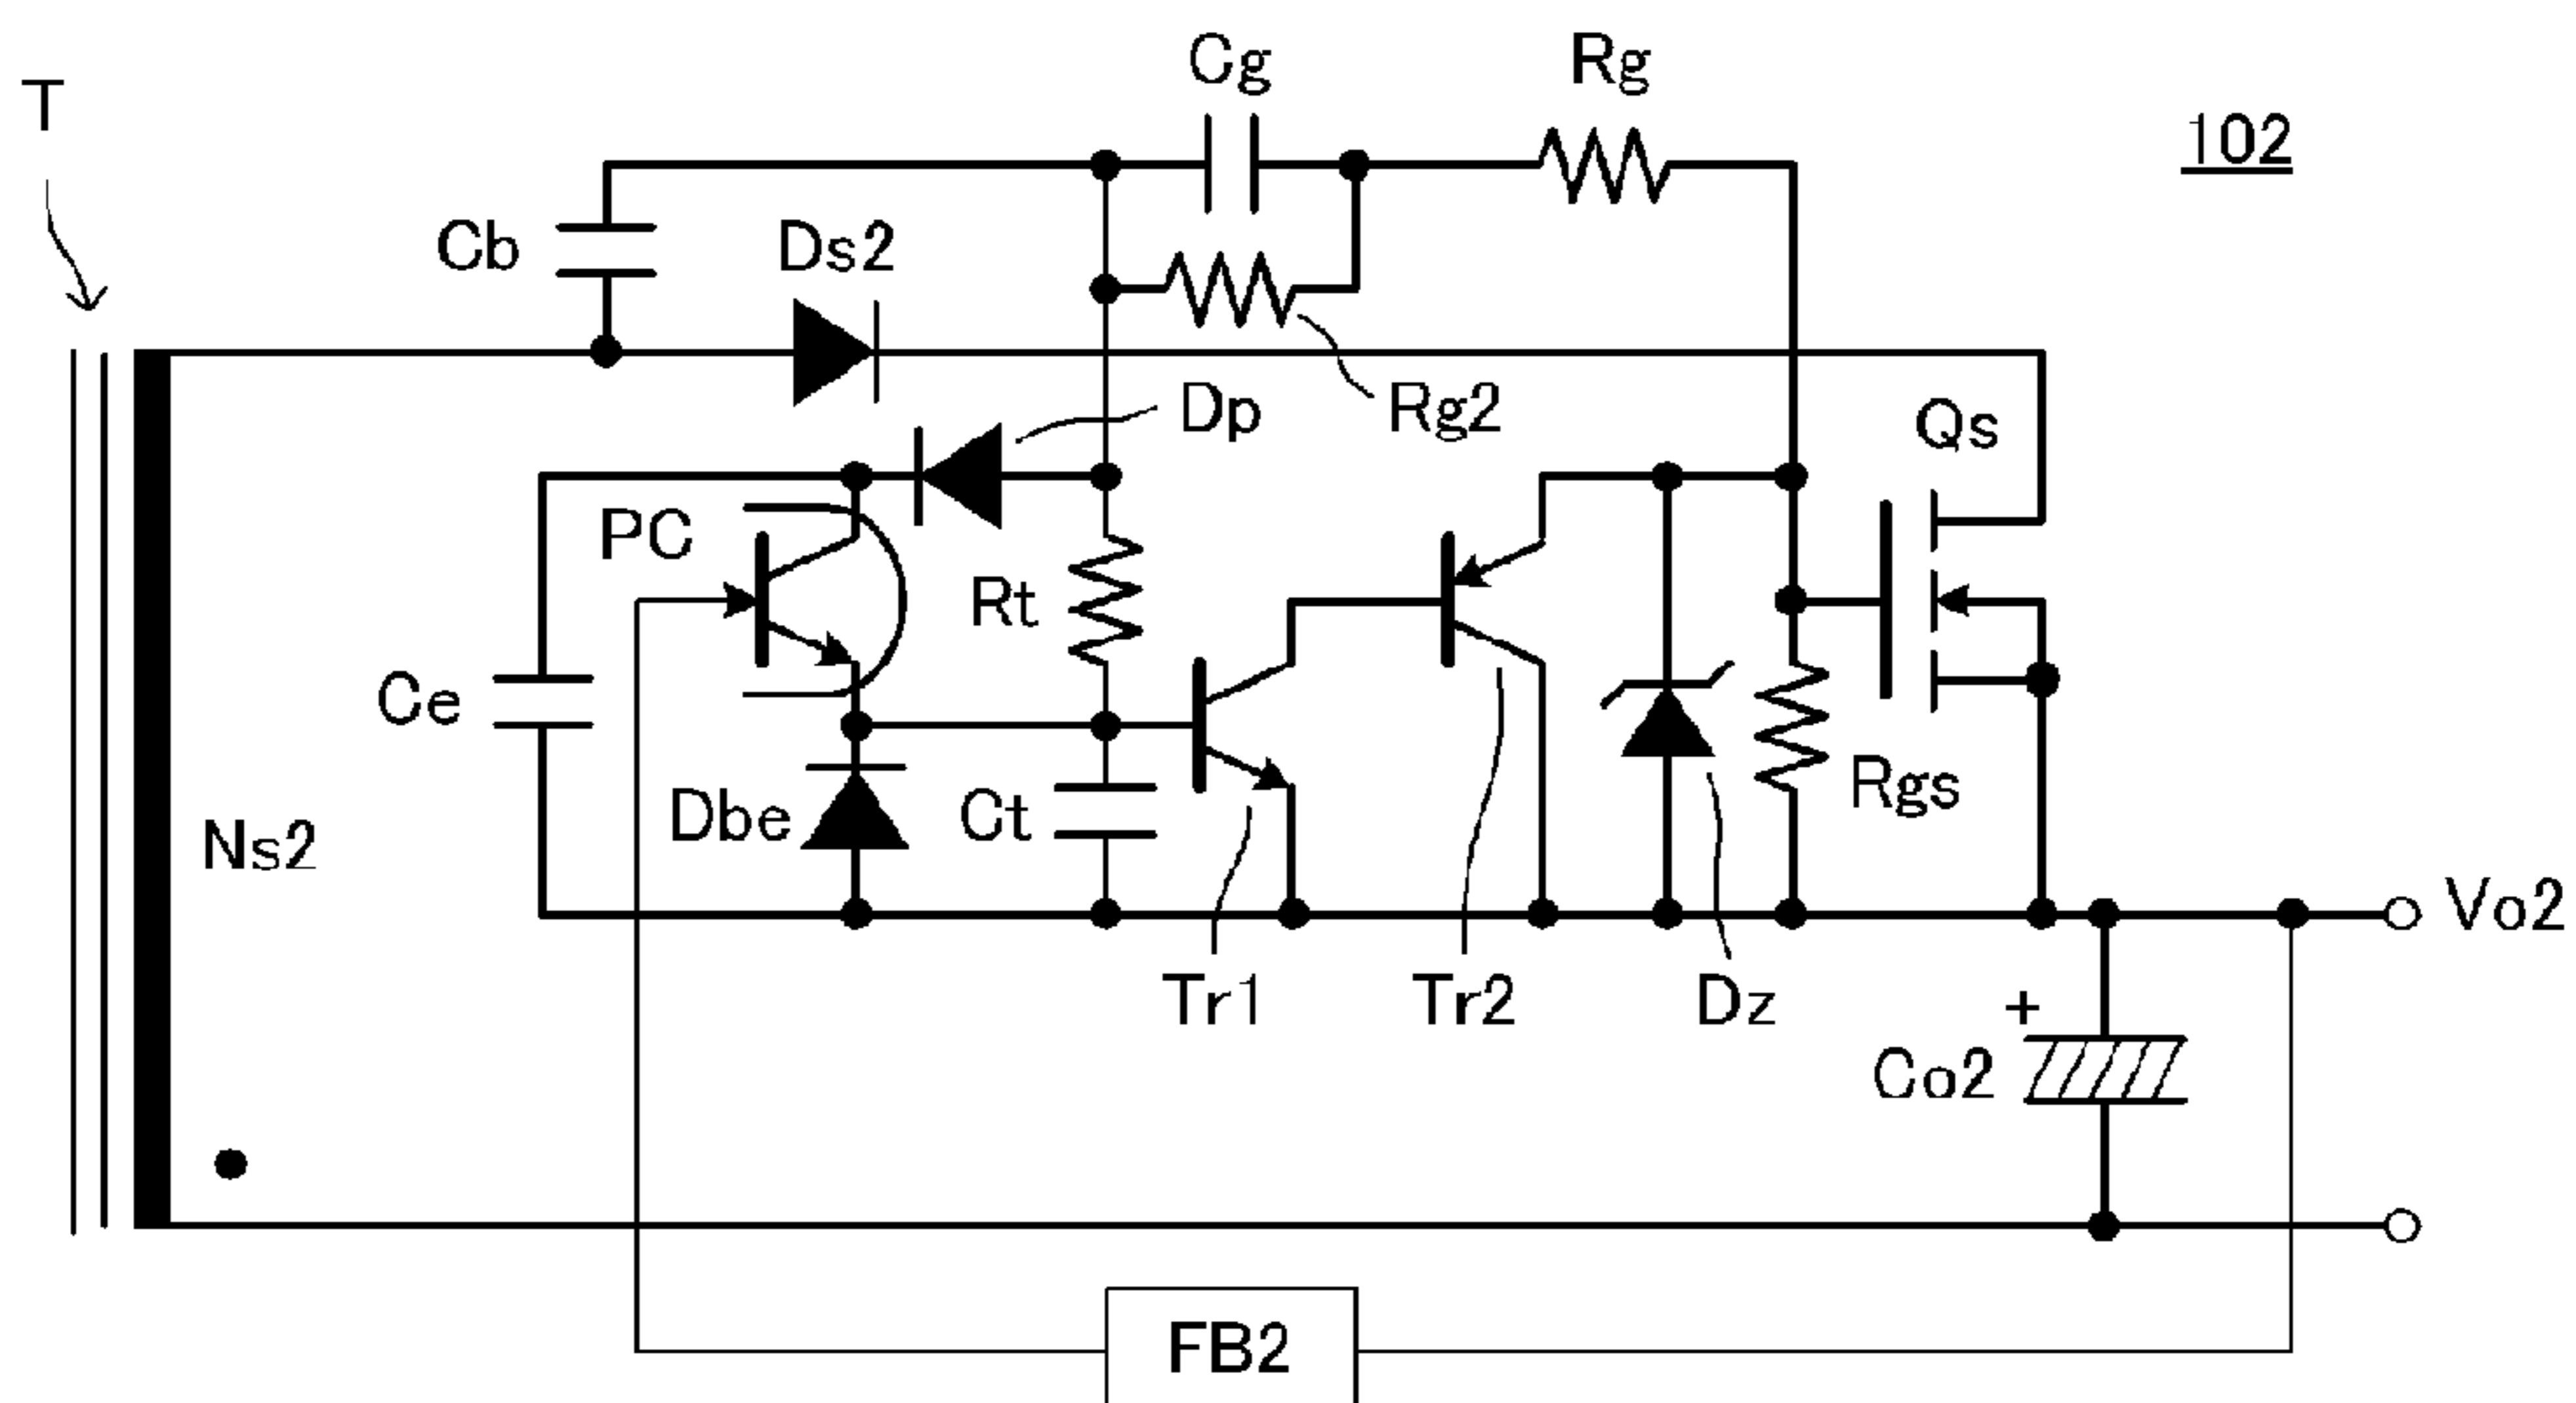 Cg
Rg
T
102
Cb
Ds2
Dp
Rg2
Qs
PC
Rt
Ce
Rgs
Dbe
Ct
Ns2
Vo2
Tr1
Tr2
Dz
+
Co2
FB2